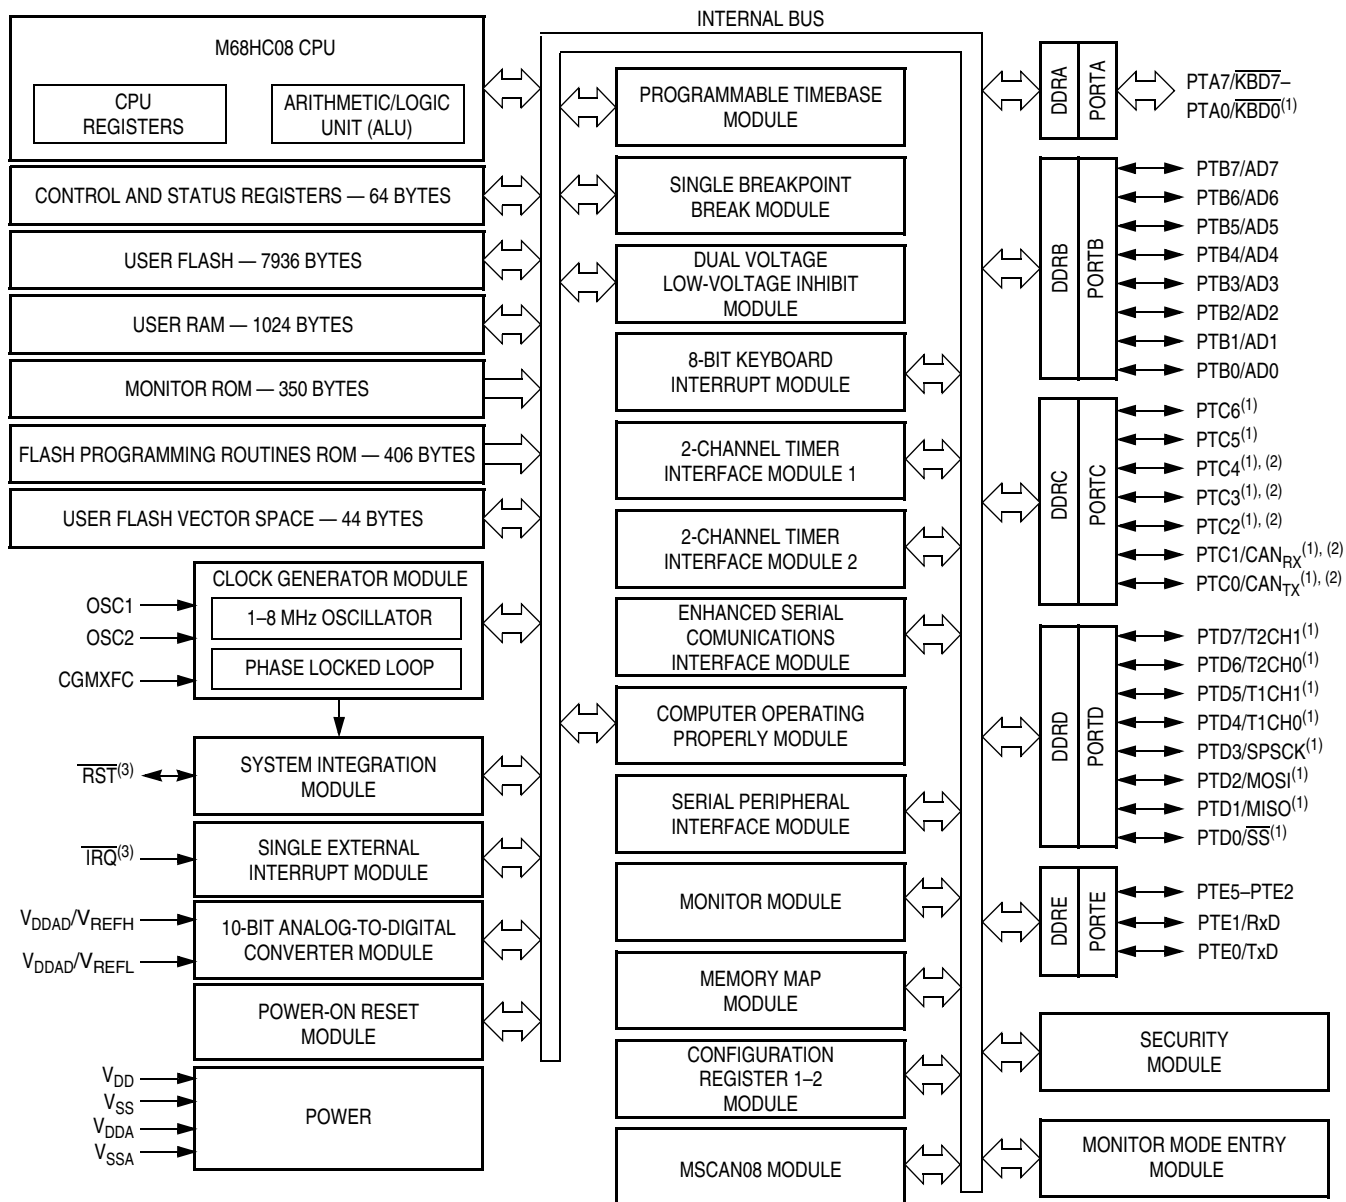 INTERNAL BUS
M68HC08 CPU
CPU
REGISTERS
ARITHMETIC/LOGIC
UNIT (ALU)
CONTROL AND STATUS REGISTERS — 64 BYTES
USER FLASH — 7936 BYTES
USER RAM — 1024 BYTES
MONITOR ROM — 350 BYTES
FLASH PROGRAMMING ROUTINES ROM — 406 BYTES
USER FLASH VECTOR SPACE — 44 BYTES
CLOCK GENERATOR MODULE
1–8 MHz OSCILLATOR
PHASE LOCKED LOOP
OSC1
OSC2
CGMXFC
SYSTEM INTEGRATION
MODULE
RST(3)
SINGLE EXTERNAL
INTERRUPT MODULE
IRQ(3)
10-BIT ANALOG-TO-DIGITAL
CONVERTER MODULE
VDDAD/VREFH
VDDAD/VREFL
POWER-ON RESET
MODULE
POWER
VDD
VSS
VDDA
VSSA
PROGRAMMABLE TIMEBASE
MODULE
SINGLE BREAKPOINT
BREAK MODULE
DUAL VOLTAGE
LOW-VOLTAGE INHIBIT
MODULE
8-BIT KEYBOARD
INTERRUPT MODULE
2-CHANNEL TIMER
INTERFACE MODULE 1
2-CHANNEL TIMER
INTERFACE MODULE 2
ENHANCED SERIAL
COMUNICATIONS
INTERFACE MODULE
COMPUTER OPERATING
PROPERLY MODULE
SERIAL PERIPHERAL
INTERFACE MODULE
MONITOR MODULE
MEMORY MAP
MODULE
CONFIGURATION
REGISTER 1–2
MODULE
MSCAN08 MODULE
DDRA
PORTA
PTA7/KBD7–
PTA0/KBD0(1)
DDRB
PORTB
PTB7/AD7
PTB6/AD6
PTB5/AD5
PTB4/AD4
PTB3/AD3
PTB2/AD2
PTB1/AD1
PTB0/AD0
DDRC
PORTC
PTC6(1)
PTC5(1)
PTC4(1), (2)
PTC3(1), (2)
PTC2(1), (2)
PTC1/CANRX(1), (2)
PTC0/CANTX(1), (2)
DDRD
PORTD
PTD7/T2CH1(1)
PTD6/T2CH0(1)
PTD5/T1CH1(1)
PTD4/T1CH0(1)
PTD3/SPSCK(1)
PTD2/MOSI(1)
PTD1/MISO(1)
PTD0/SS(1)
DDRE
PORTE
PTE5–PTE2
PTE1/RxD
PTE0/TxD
SECURITY
MODULE
MONITOR MODE ENTRY
MODULE